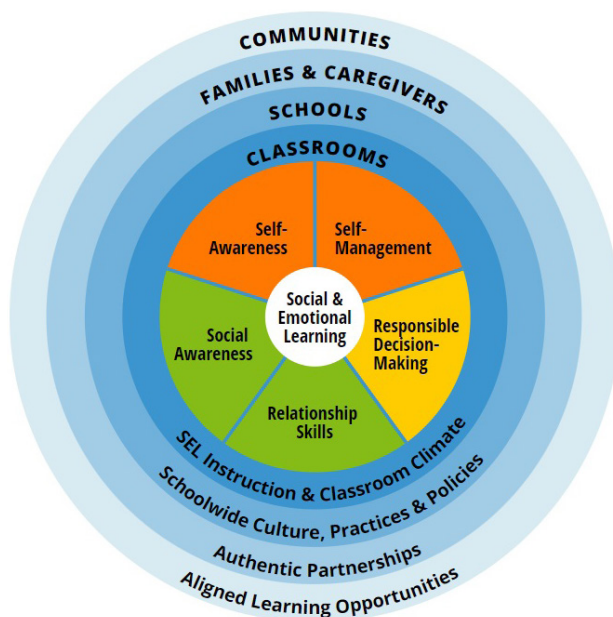 COMMUNITIES
FAMILIES & CAREGIVERS
SCHOOLS
CLASSROOMS
Self-
Awareness
Self-
Management
Social &
Emotional
Learning
Social
Awareness
Responsible
Decision-
Making
Relationship
Skills
SEL Instruction & Classroom Climate
Schoolwide Culture, Practices & Policies
Authentic Partnerships
Aligned Learning Opportunities